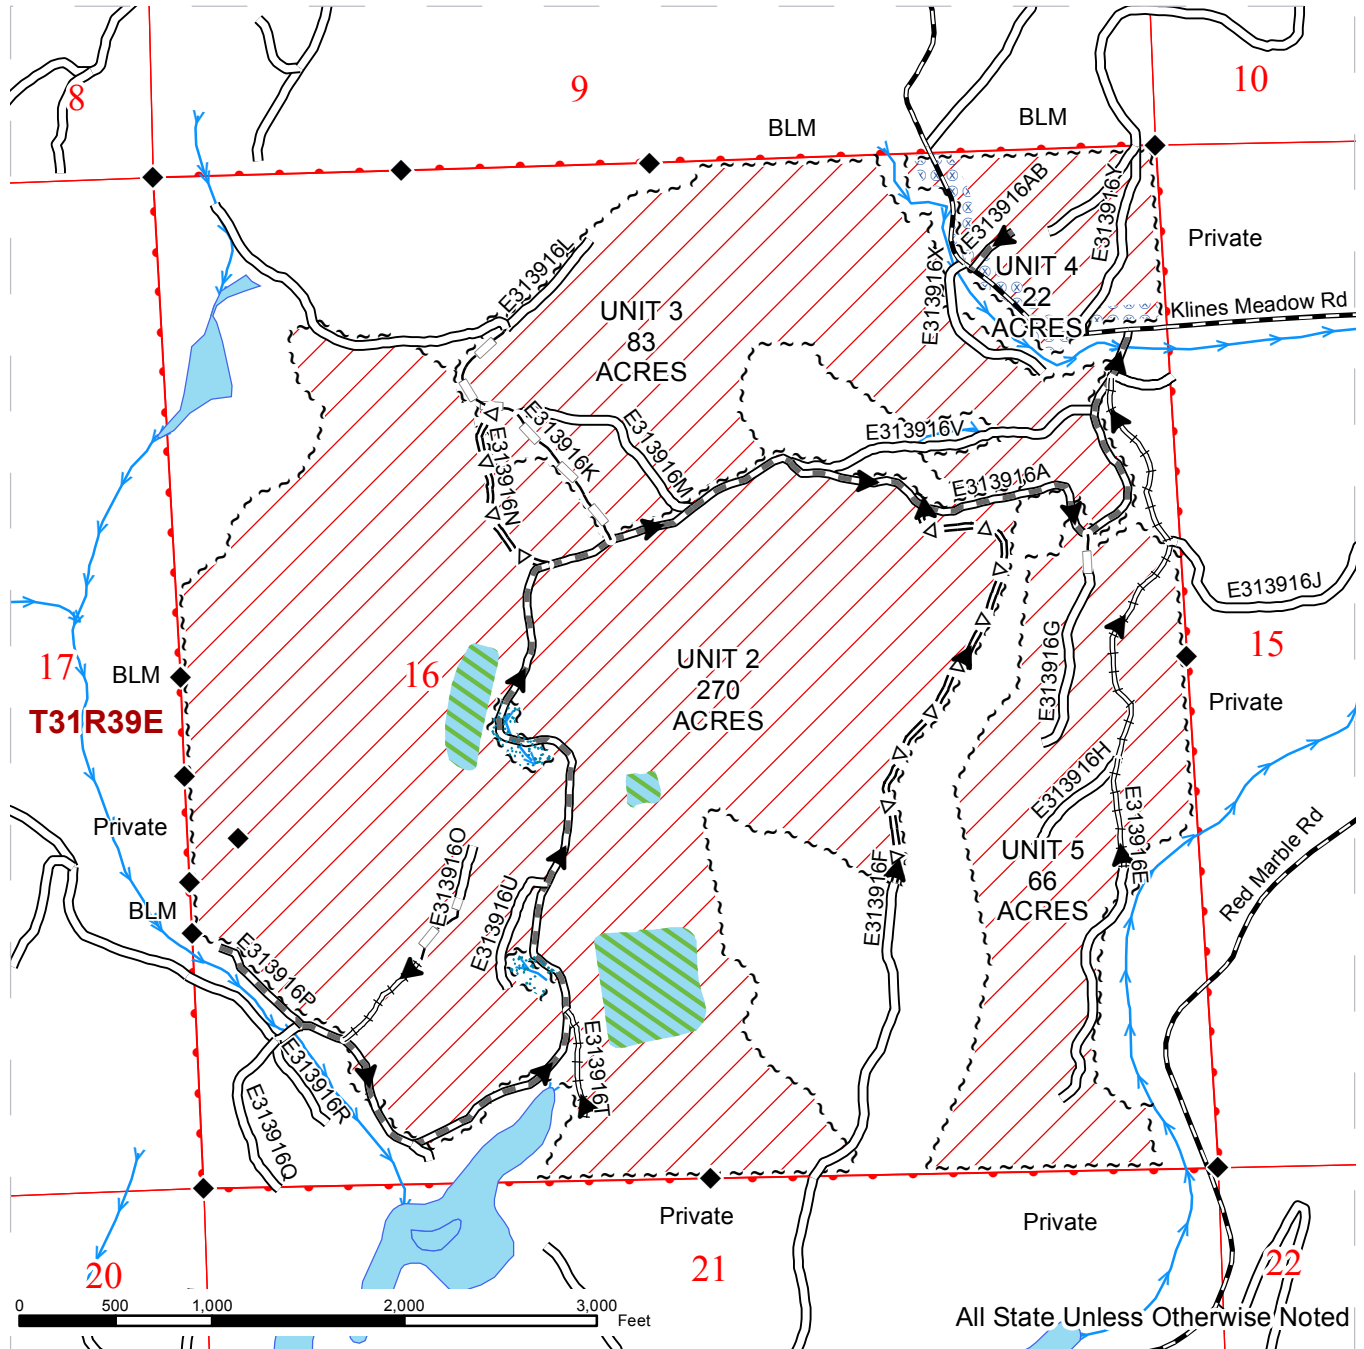 8
9
10
BLM
BLM
E313916AB
E313916Y
Private
E313916L
E313916X
UNIT 4
22
ACRES
Klines Meadow Rd
UNIT 3
83
ACRES
E313916K
E313916M
E313916N
E313916V
E313916A
E313916J
17
BLM
16
UNIT 2
270
ACRES
E313916G
15
Private
T31R39E
E313916H
E313916E
Private
E313916O
E313916U
E313916F
UNIT 5
66
ACRES
Red Marble Rd
BLM
E313916P
E313916R
E313916Q
E313916T
Private
Private
20
21
22
0 500 1,000 2,000 3,000
Feet
All State Unless Otherwise Noted